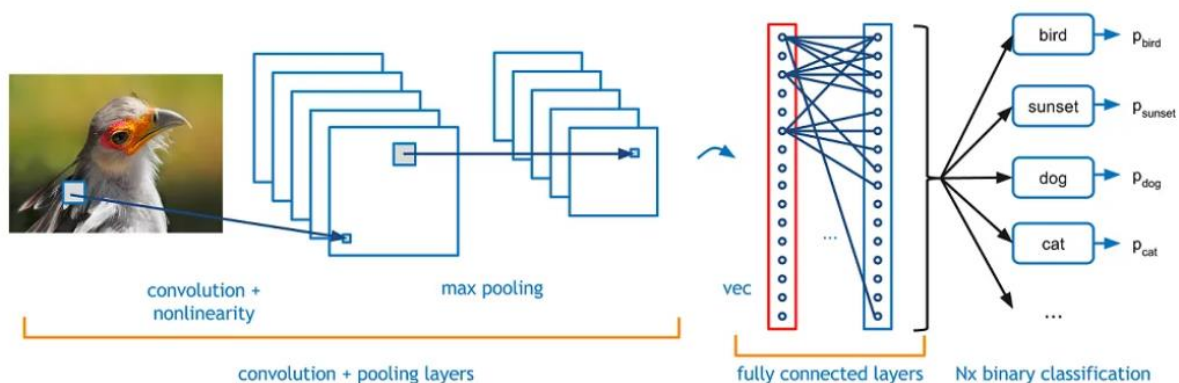 bird
p_bird
sunset
p_sunset
dog
p_dog
cat
p_cat
...
...
convolution +
nonlinearity
max pooling
vec
convolution + pooling layers
fully connected layers
Nx binary classification